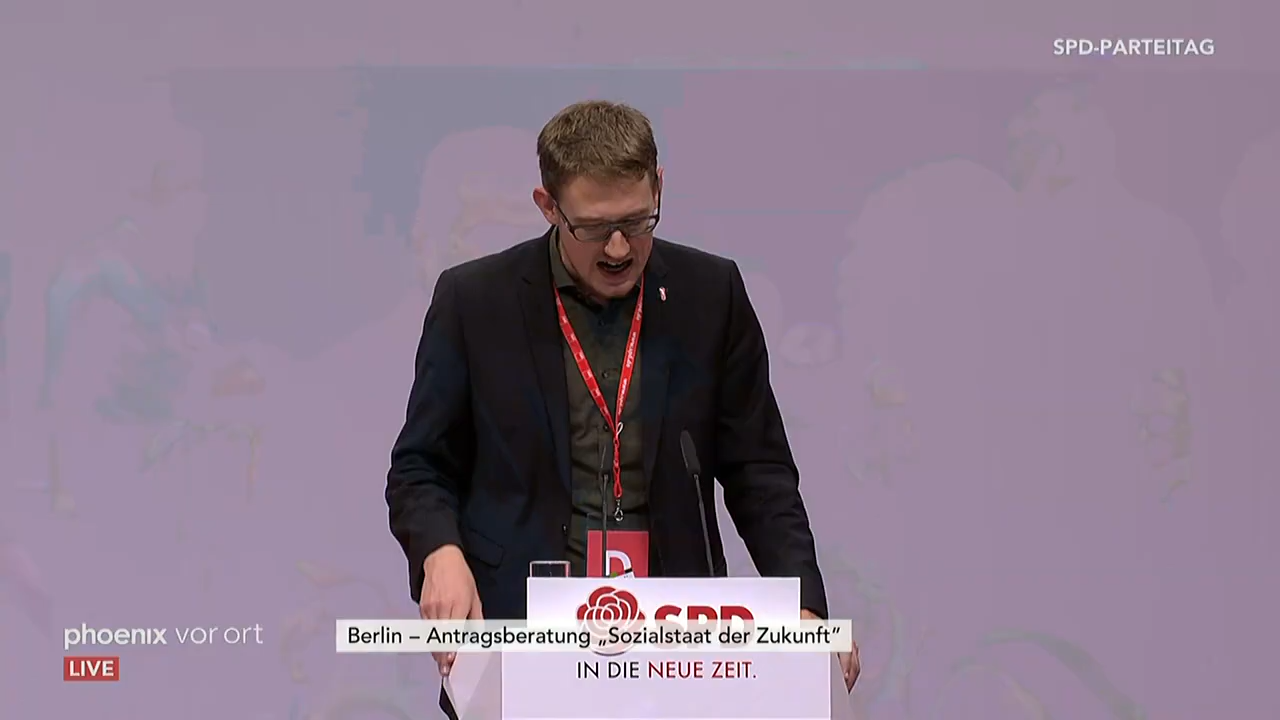 SPD-PARTEITAG
SPD
phoenix vor ort
Berlin – Antragsberatung „Sozialstaat der Zukunft”
LIVE
IN DIE NEUE ZEIT.